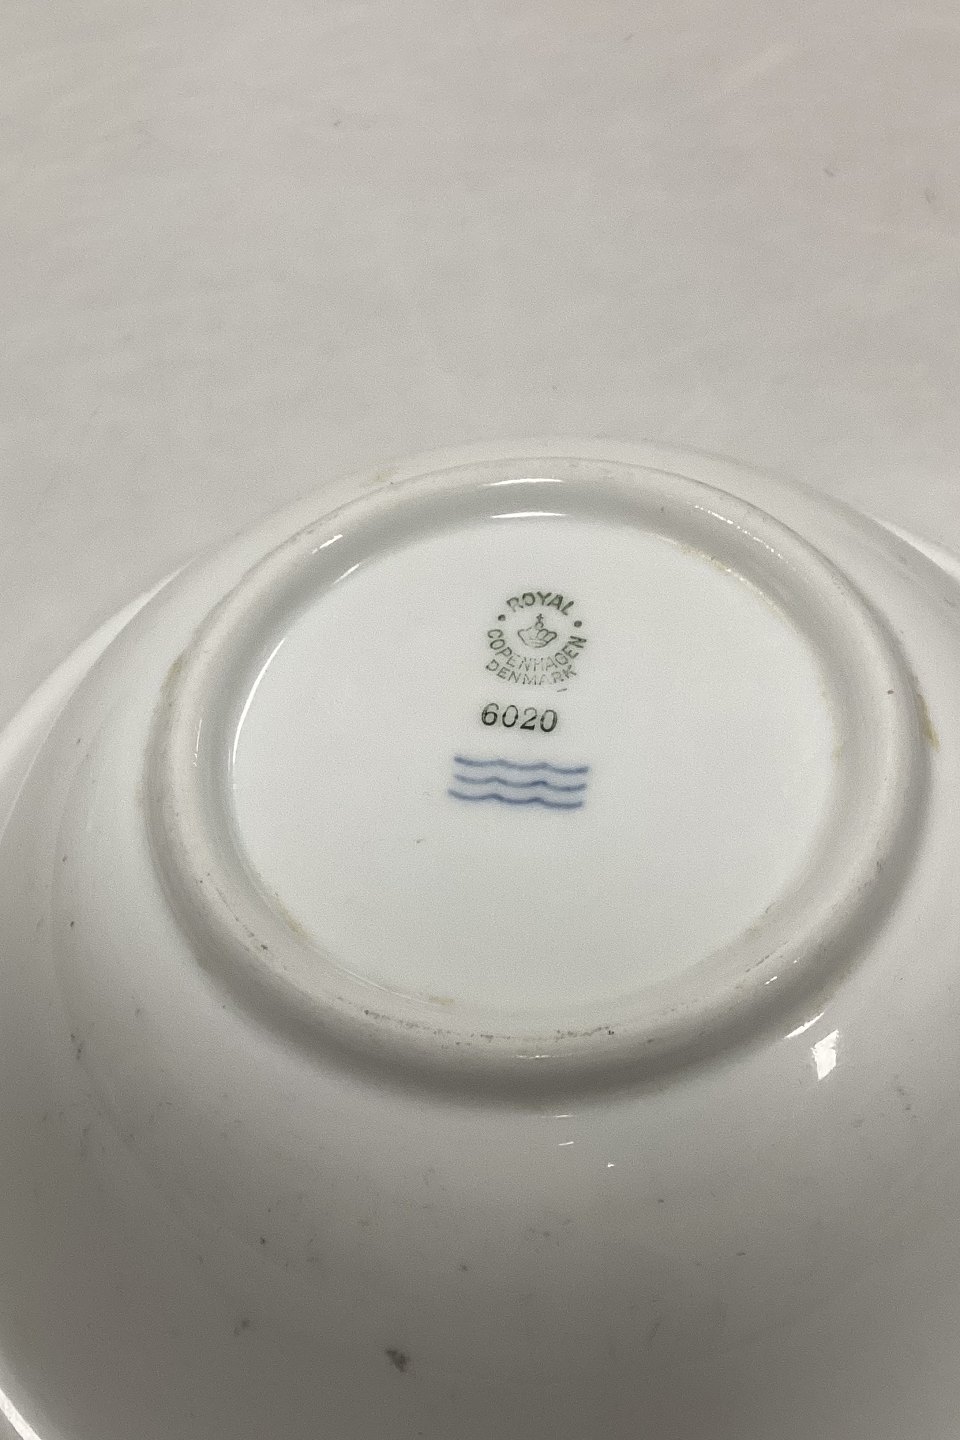 ROYAL
COPENHAGEN
DENMARK
6020